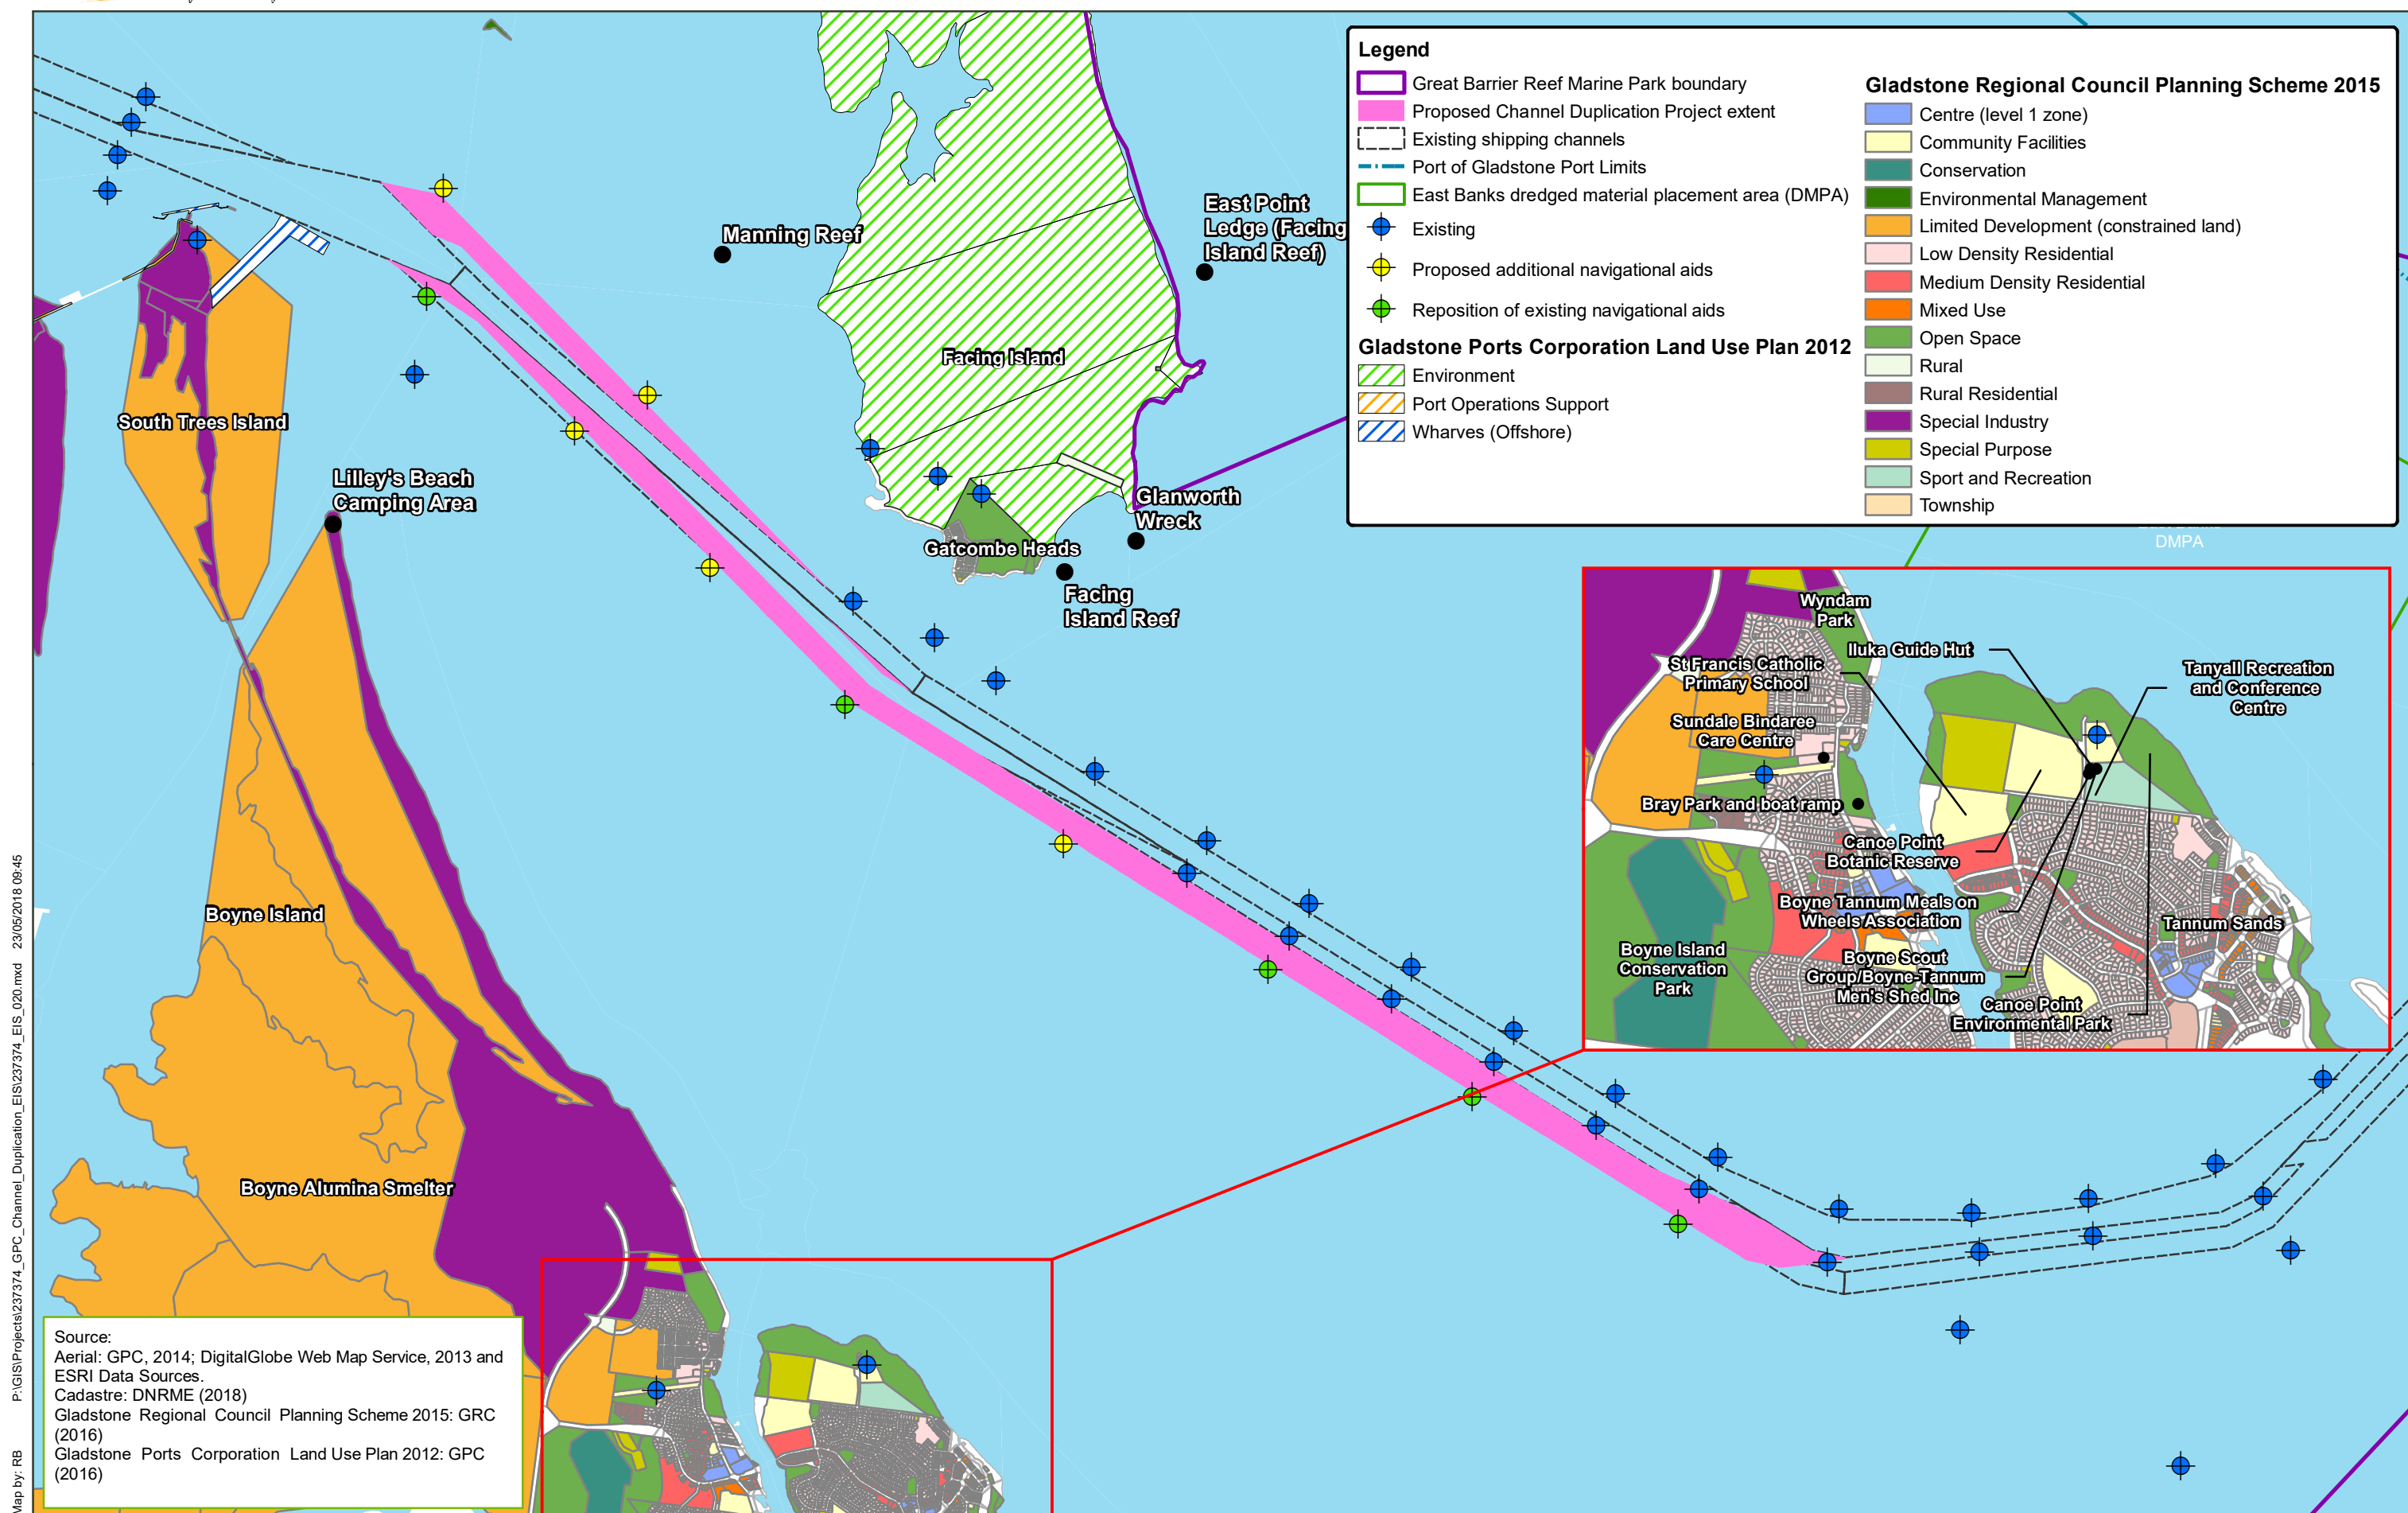 Legend
Great Barrier Reef Marine Park boundary
Proposed Channel Duplication Project extent
Existing shipping channels
Port of Gladstone Port Limits
East Banks dredged material placement area (DMPA)
Existing
Proposed additional navigational aids
Reposition of existing navigational aids
Gladstone Ports Corporation Land Use Plan 2012
Environment
Port Operations Support
Wharves (Offshore)
Gladstone Regional Council Planning Scheme 2015
Centre (level 1 zone)
Community Facilities
Conservation
Environmental Management
Limited Development (constrained land)
Low Density Residential
Medium Density Residential
Mixed Use
Open Space
Rural
Rural Residential
Special Industry
Special Purpose
Sport and Recreation
Township
East Point
Ledge (Facing
Island Reef)
Manning Reef
Facing Island
South Trees Island
Lilley's Beach
Camping Area
Glanworth
Wreck
Gatcombe Heads
Facing
Island Reef
DMPA
Wyndam
Park
Iluka Guide Hut
St Francis Catholic
Primary School
Tanyall Recreation
and Conference
Centre
Sundale Bindaree
Care Centre
Bray Park and boat ramp
Canoe Point
Botanic Reserve
Boyne Tannum Meals on
Wheels Association
Tannum Sands
Boyne Island
Conservation
Park
Boyne Scout
Group/Boyne-Tannum
Men's Shed Inc
Canoe Point
Environmental Park
Boyne Island
Boyne Alumina Smelter
Source:
Aerial: GPC, 2014; DigitalGlobe Web Map Service, 2013 and
ESRI Data Sources.
Cadastre: DNRME (2018)
Gladstone Regional Council Planning Scheme 2015: GRC
(2016)
Gladstone Ports Corporation Land Use Plan 2012: GPC
(2016)
Map by: RB P:\GIS\Projects\237374_GPC_Channel_Duplication_EIS\237374_EIS_020.mxd 23/05/2018 09:45